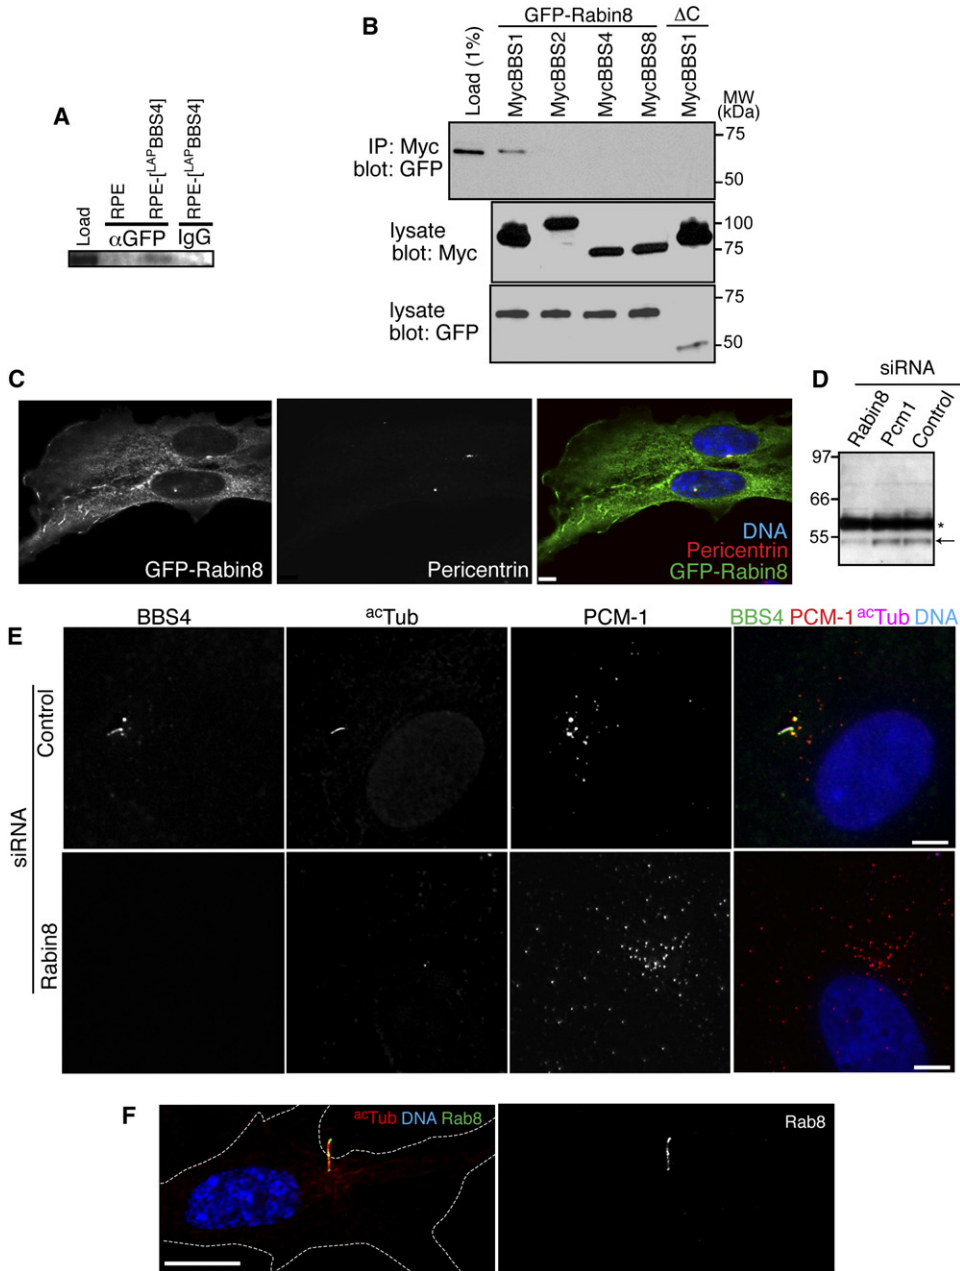 A
Load
RPE
RPE-[LAPBBS4]
RPE-[LAPBBS4]
αGFP
IgG
B
GFP-Rabin8
ΔC
Load (1%)
MycBBS1
MycBBS2
MycBBS4
MycBBS8
MycBBS1
MW
(kDa)
IP: Myc
blot: GFP
75
50
lysate
blot: Myc
100
75
lysate
blot: GFP
75
50
C
GFP-Rabin8
Pericentrin
DNA
Pericentrin
GFP-Rabin8
D
siRNA
Rabin8
Pcm1
Control
97
66
55
*
←
E
BBS4
acTub
PCM-1
BBS4 PCM-1 acTub DNA
siRNA
Control
Rabin8
F
acTub DNA Rab8
Rab8